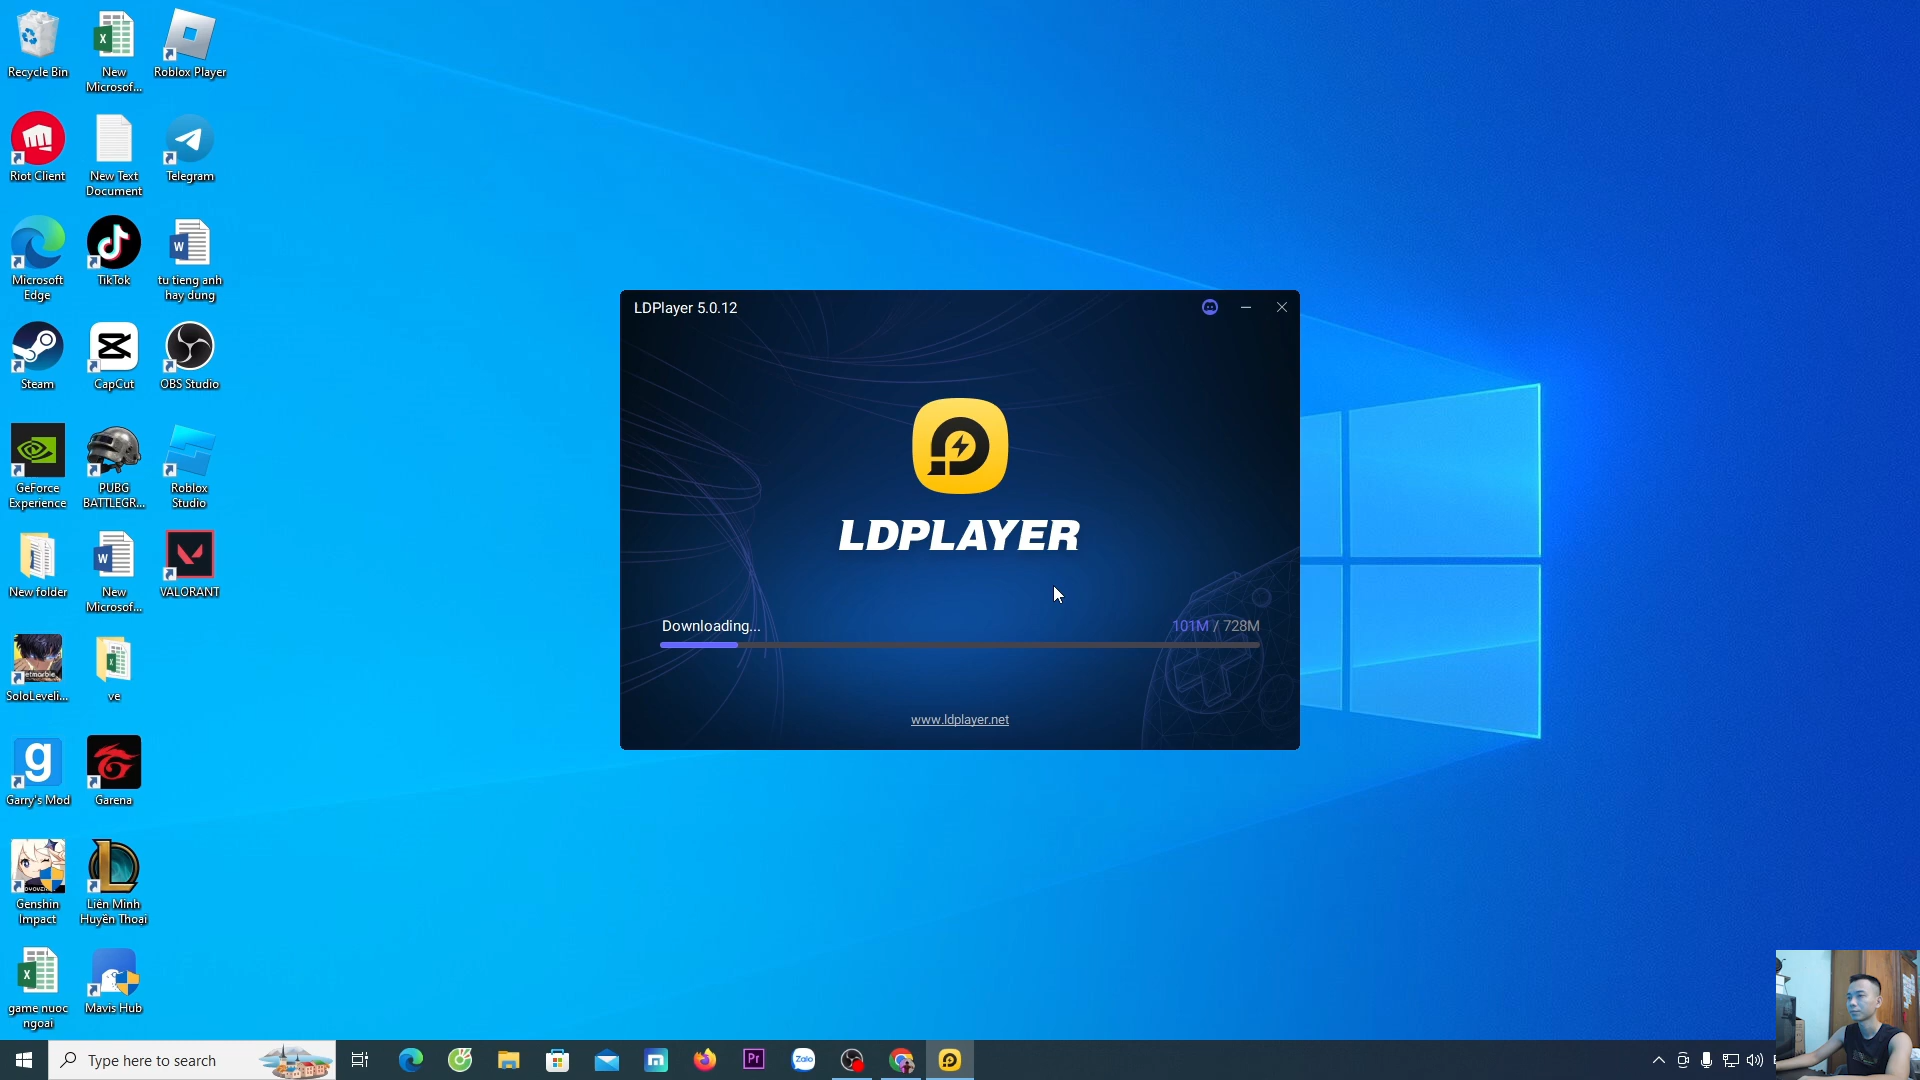 Recycle Bin
New
Microsof...
Roblox Player
Riot Client
New Text
Document
Telegram
Microsoft
Edge
TikTok
tu tieng anh
hay dung
Steam
CapCut
OBS Studio
GeForce
Experience
PUBG
BATTLEGR...
Roblox
Studio
New folder
New
Microsof...
VALORANT
SoloLeveli...
ve
Garry's Mod
Garena
Genshin
Impact
Liên Minh
Huyền Thoại
game nuoc
ngoai
Mavis Hub
LDPlayer 5.0.12
LDPLAYER
Downloading...
101M / 728M
www.ldplayer.net
Type here to search
Pr
Zalo